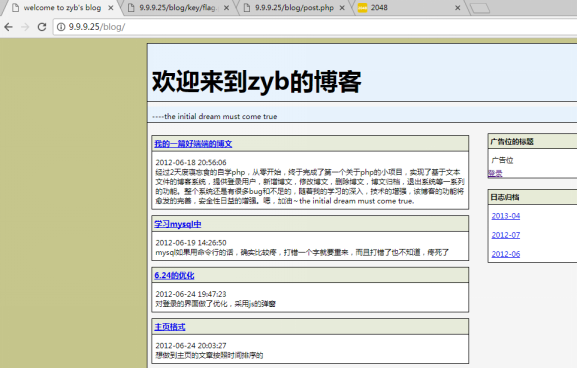 welcome to zyb's blog
9.9.9.25/blog/key/flag.
9.9.9.25/blog/post.php
2048
9.9.9.25/blog/
欢迎来到zyb的博客
----the initial dream must come true
我的一篇好端端的博文
2012-06-18 20:56:06
经过2天废寝忘食的自学php，从零开始，终于完成了第一个关于php的小项目，实现了基于文本
文件的博客系统，提供登录用户，新增博文，修改博文，删除博文，博文归档，退出系统等一系列
的功能。整个系统还是有很多bug和不足的，随着我的学习的深入，技术的增强，该博客的功能将
愈发的完善，安全性日益的增强。嗯，加油～the initial dream must come true.
学习mysql中
2012-06-19 14:26:50
mysql如果用命令行的话，确实比较疼，打错一个字就要重来，而且打错了也不知道，疼死了
6.24的优化
2012-06-24 19:47:23
对登录的界面做了优化，采用js的弹窗
主页格式
2012-06-24 20:03:27
想做到主页的文章按照时间排序的
广告位的标题
广告位
登录
日志归档
2013-04
2012-07
2012-06